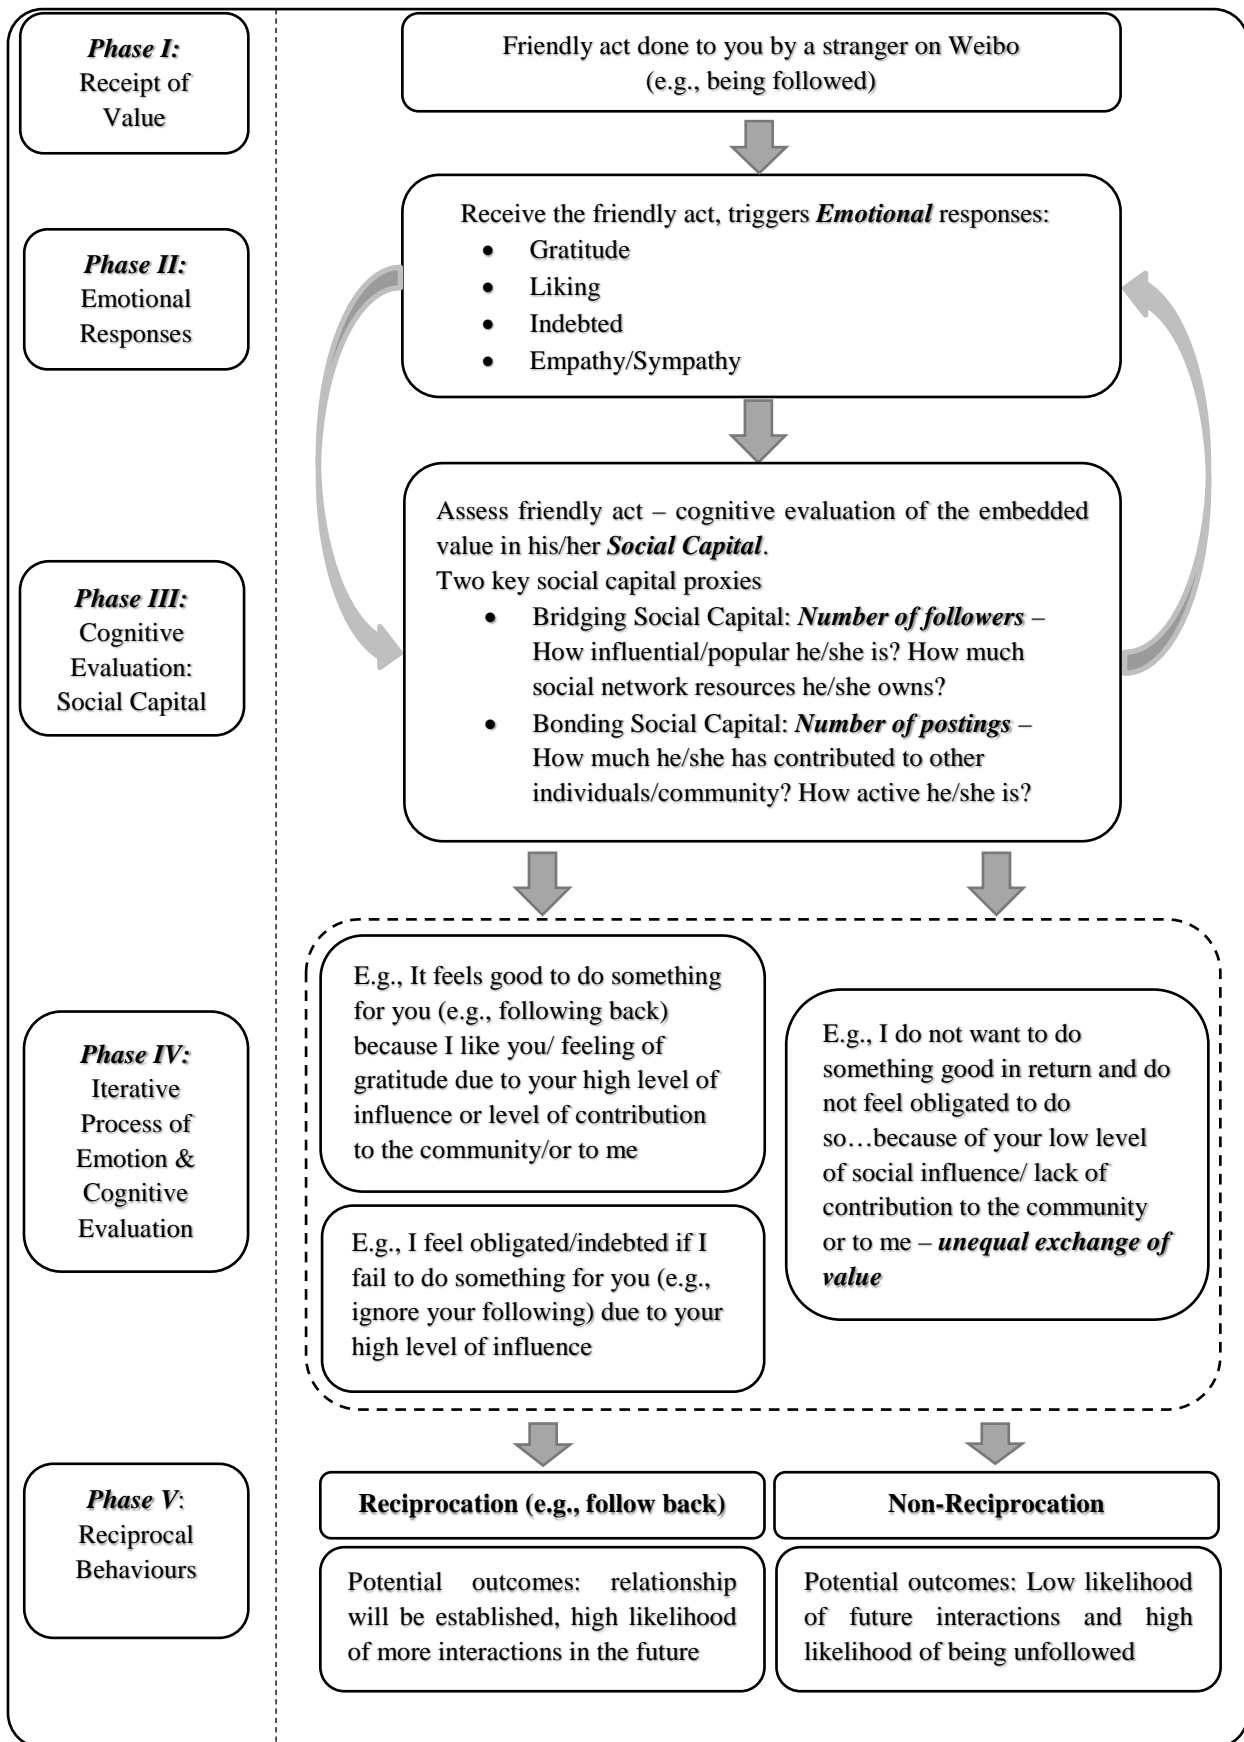 Phase I:
Receipt of
Value
Friendly act done to you by a stranger on Weibo
(e.g., being followed)
Phase II:
Emotional
Responses
Receive the friendly act, triggers Emotional responses:
• Gratitude
• Liking
• Indebted
• Empathy/Sympathy
Phase III:
Cognitive
Evaluation:
Social Capital
Assess friendly act – cognitive evaluation of the embedded
value in his/her Social Capital.
Two key social capital proxies
• Bridging Social Capital: Number of followers –
How influential/popular he/she is? How much
social network resources he/she owns?
• Bonding Social Capital: Number of postings –
How much he/she has contributed to other
individuals/community? How active he/she is?
Phase IV:
Iterative
Process of
Emotion &
Cognitive
Evaluation
E.g., It feels good to do something
for you (e.g., following back)
because I like you/ feeling of
gratitude due to your high level of
influence or level of contribution
to the community/or to me
E.g., I feel obligated/indebted if I
fail to do something for you (e.g.,
ignore your following) due to your
high level of influence
E.g., I do not want to do
something good in return and do
not feel obligated to do
so…because of your low level
of social influence/ lack of
contribution to the community
or to me – unequal exchange of
value
Phase V:
Reciprocal
Behaviours
Reciprocation (e.g., follow back)
Potential outcomes: relationship
will be established, high likelihood
of more interactions in the future
Non-Reciprocation
Potential outcomes: Low likelihood
of future interactions and high
likelihood of being unfollowed